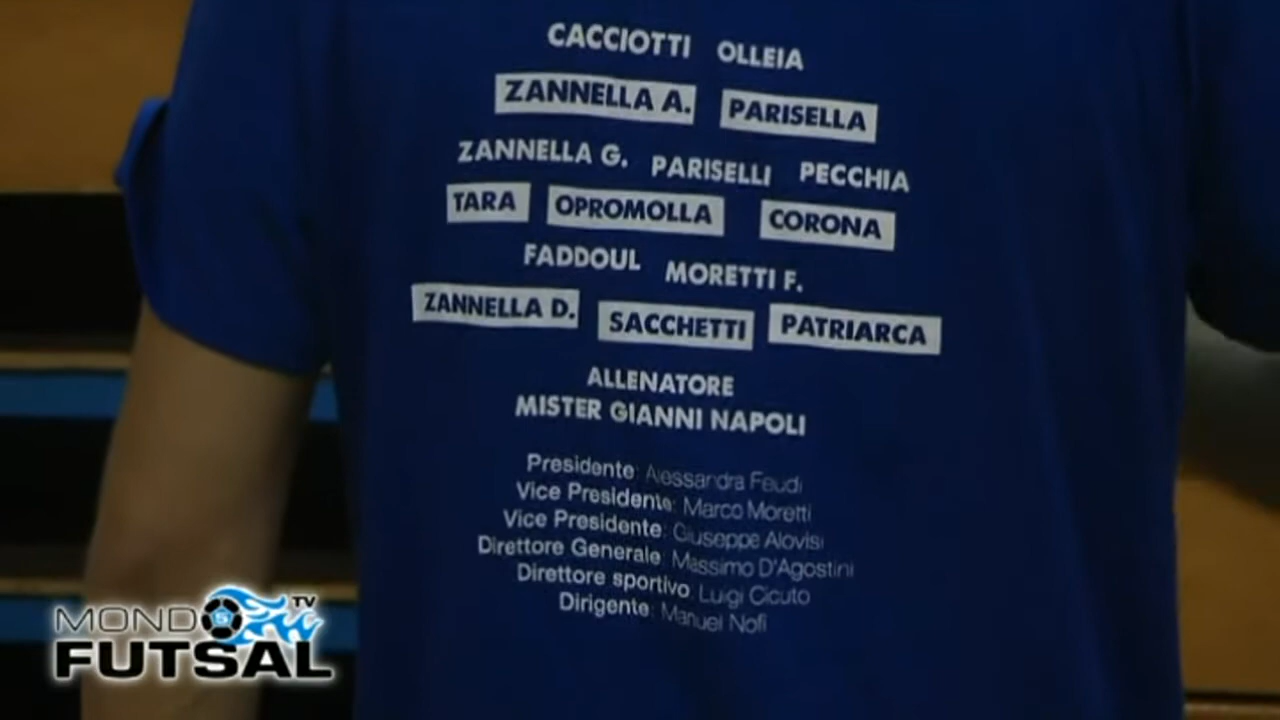 CACCIOTTI OLLEIA
ZANNELLA A. PARISELLA
ZANNELLA G. PARISELLI PECCHIA
TARA OPROMOLLA CORONA
FADDOUL MORETTI F.
ZANNELLA D. SACCHETTI PATRIARCA
ALLENATORE
MISTER GIANNI NAPOLI
Presidente: Alessandra Feudi
Vice Presidente: Marco Moretti
Vice Presidente: Giuseppe Alovisi
Direttore Generale: Massimo D'Agostini
Direttore sportivo: Luigi Cicuto
Dirigente: Manuel Nofi
MONDO TV
FUTSAL